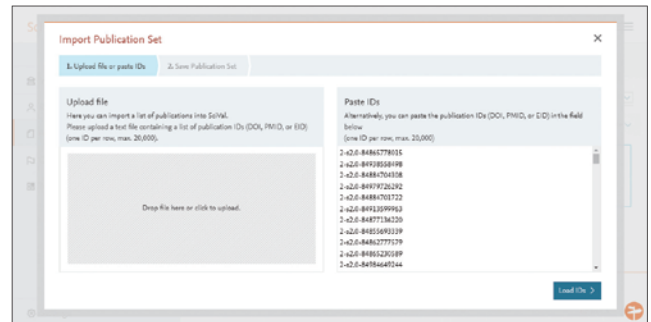 Import Publication Set
1. Upload file or paste IDs
2. Save Publication Set
Upload file
Here you can import a list of publications into SciVal.
Please upload a text file containing a list of publication IDs (DOI, PMID, or EID)
(one ID per row, max. 20,000).
Drop file here or click to upload.
Paste IDs
Alternatively, you can paste the publication IDs (DOI, PMID, or EID) in the field
below
(one ID per row, max. 20,000)
2-s2.0-84865778015
2-s2.0-84938558498
2-s2.0-84884704308
2-s2.0-84979726292
2-s2.0-84884701722
2-s2.0-84913599963
2-s2.0-84877136220
2-s2.0-84855693339
2-s2.0-84862777579
2-s2.0-84865230589
2-s2.0-84984649244
Load IDs